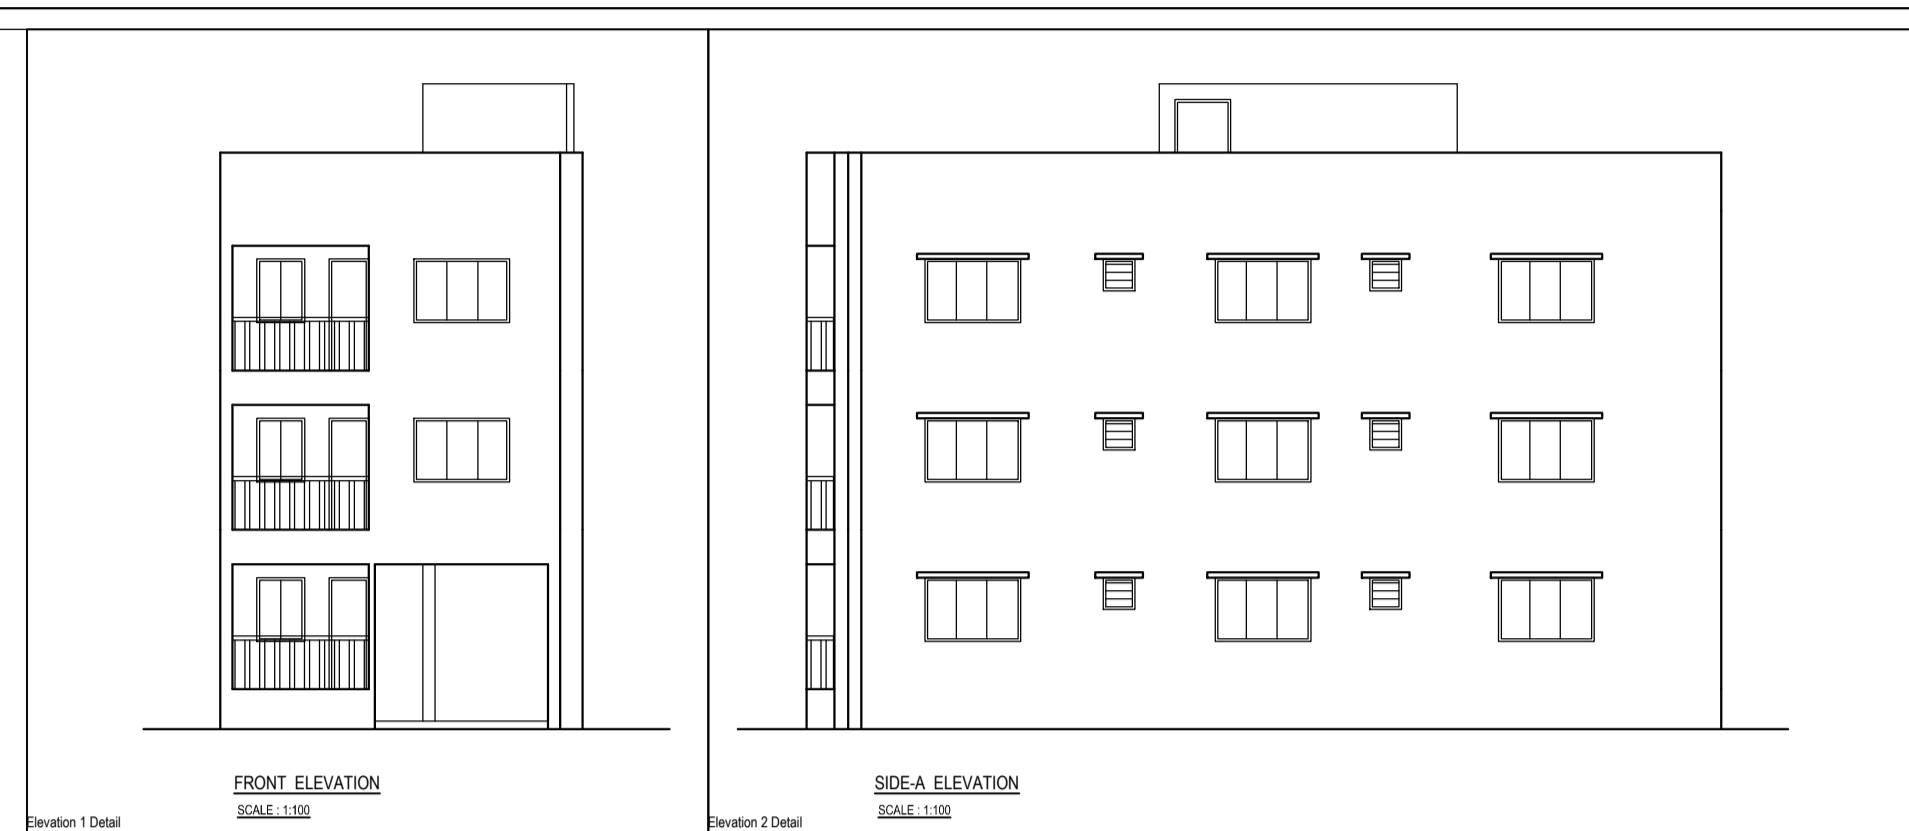 FRONT ELEVATION
SCALE : 1:100
Elevation 1 Detail
SIDE-A ELEVATION
SCALE : 1:100
Elevation 2 Detail